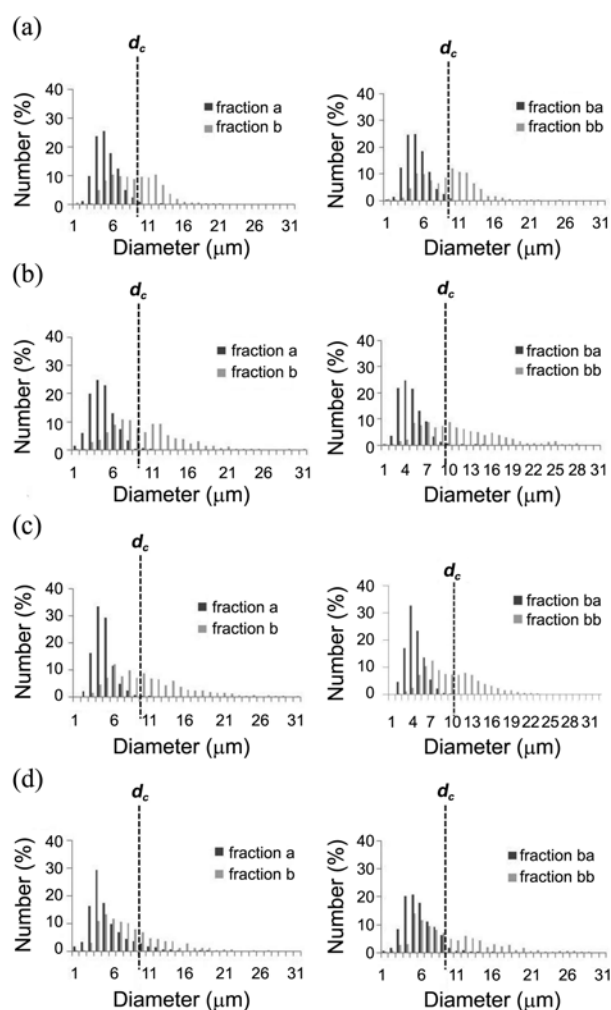 (a)
d_c
d_c
Number (%)
40
30
20
10
0
fraction a
fraction b
1 6 11 16 21 26 31
Diameter (μm)
Number (%)
40
30
20
10
0
fraction ba
fraction bb
1 6 11 16 21 26 31
Diameter (μm)
(b)
d_c
d_c
Number (%)
40
30
20
10
0
fraction a
fraction b
1 6 11 16 21 26 31
Diameter (μm)
Number (%)
40
30
20
10
0
fraction ba
fraction bb
1 4 7 10 13 16 19 22 25 28 31
Diameter (μm)
(c)
d_c
d_c
Number (%)
40
30
20
10
0
fraction a
fraction b
1 6 11 16 21 26 31
Diameter (μm)
Number (%)
40
30
20
10
0
fraction ba
fraction bb
1 4 7 10 13 16 19 22 25 28 31
Diameter (μm)
(d)
d_c
d_c
Number (%)
40
30
20
10
0
fraction a
fraction b
1 6 11 16 21 26 31
Diameter (μm)
Number (%)
40
30
20
10
0
fraction ba
fraction bb
1 6 11 16 21 26 31
Diameter (μm)